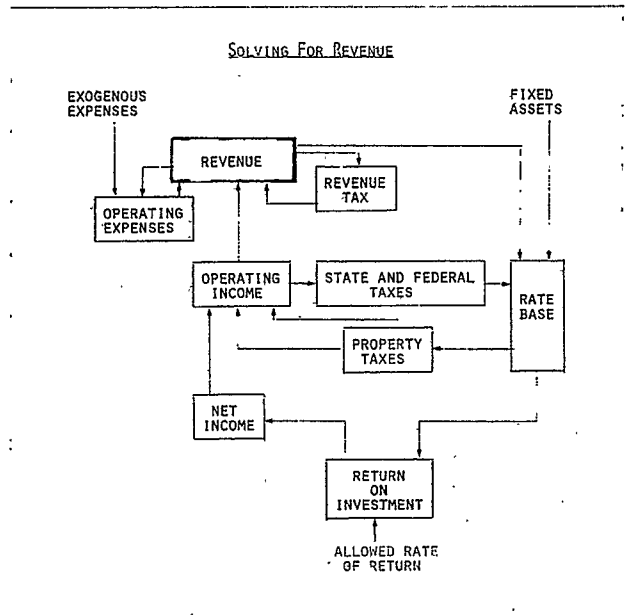 SOLVING FOR REVENUE
EXOGENOUS
EXPENSES
FIXED
ASSETS
REVENUE
REVENUE
TAX
OPERATING
EXPENSES
OPERATING
INCOME
STATE AND FEDERAL
TAXES
RATE
BASE
PROPERTY
TAXES
NET
INCOME
RETURN
ON
INVESTMENT
ALLOWED RATE
OF RETURN